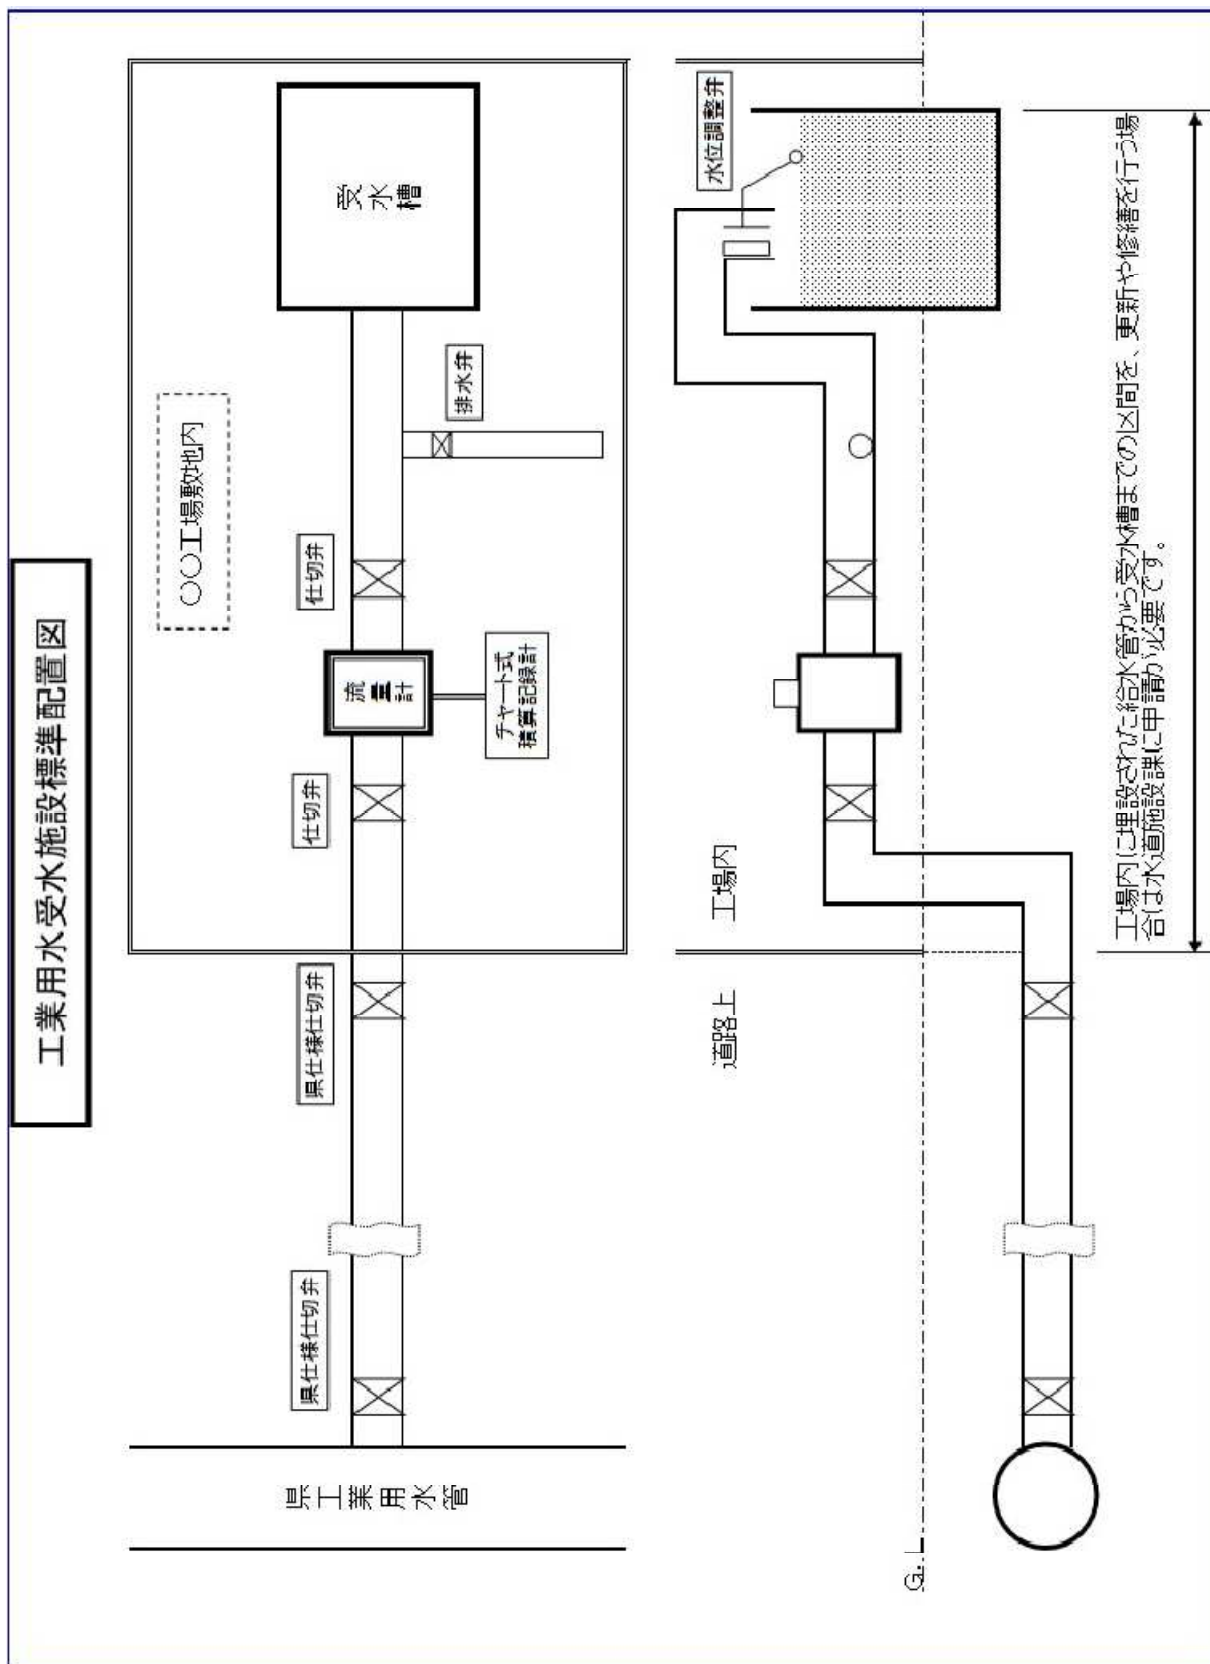 工業用水受水施設標準配置図
〇〇工場敷地内
県工業用水管
県仕様仕切弁
県仕様仕切弁
仕切弁
流量計
チャート式
積算記録計
仕切弁
排水弁
受水槽
道路上
工場内
水位調整弁
G.L
工場内に埋設された給水管から受水槽までの区間を、更新や修繕を行う場
合は水道施設課に申請が必要です。